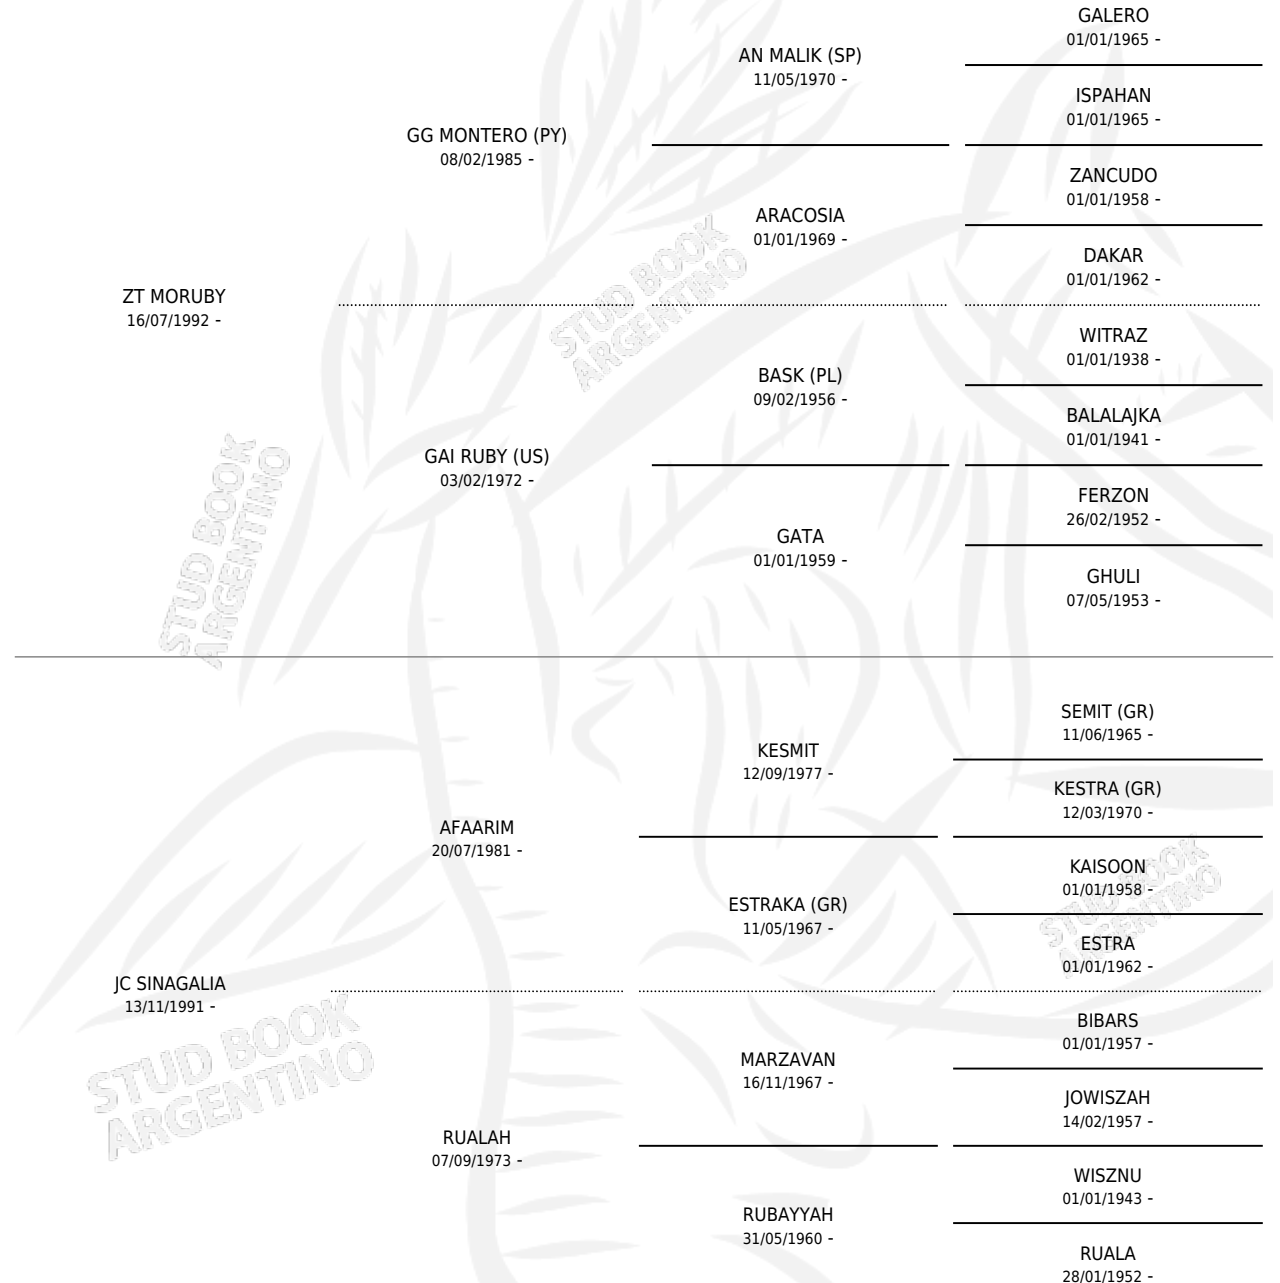 GALERO
01/01/1965 -
AN MALIK (SP)
11/05/1970 -
ISPAHAN
01/01/1965 -
GG MONTERO (PY)
08/02/1985 -
ZANCUDO
01/01/1958 -
ARACOSIA
01/01/1969 -
DAKAR
01/01/1962 -
ZT MORUBY
16/07/1992 -
WITRAZ
01/01/1938 -
BASK (PL)
09/02/1956 -
BALALAJKA
01/01/1941 -
GAI RUBY (US)
03/02/1972 -
FERZON
26/02/1952 -
GATA
01/01/1959 -
GHULI
07/05/1953 -
SEMIT (GR)
11/06/1965 -
KESMIT
12/09/1977 -
KESTRA (GR)
12/03/1970 -
AFAARIM
20/07/1981 -
KAISOON
01/01/1958 -
ESTRAKA (GR)
11/05/1967 -
ESTRA
01/01/1962 -
JC SINAGALIA
13/11/1991 -
BIBARS
01/01/1957 -
MARZAVAN
16/11/1967 -
JOWISZAH
14/02/1957 -
RUALAH
07/09/1973 -
WISZNU
01/01/1943 -
RUBAYYAH
31/05/1960 -
RUALA
28/01/1952 -
STUD BOOK
ARGENTINO
STUD BOOK
ARGENTINO
STUD BOOK
ARGENTINO
STUD BOOK
ARGENTINO